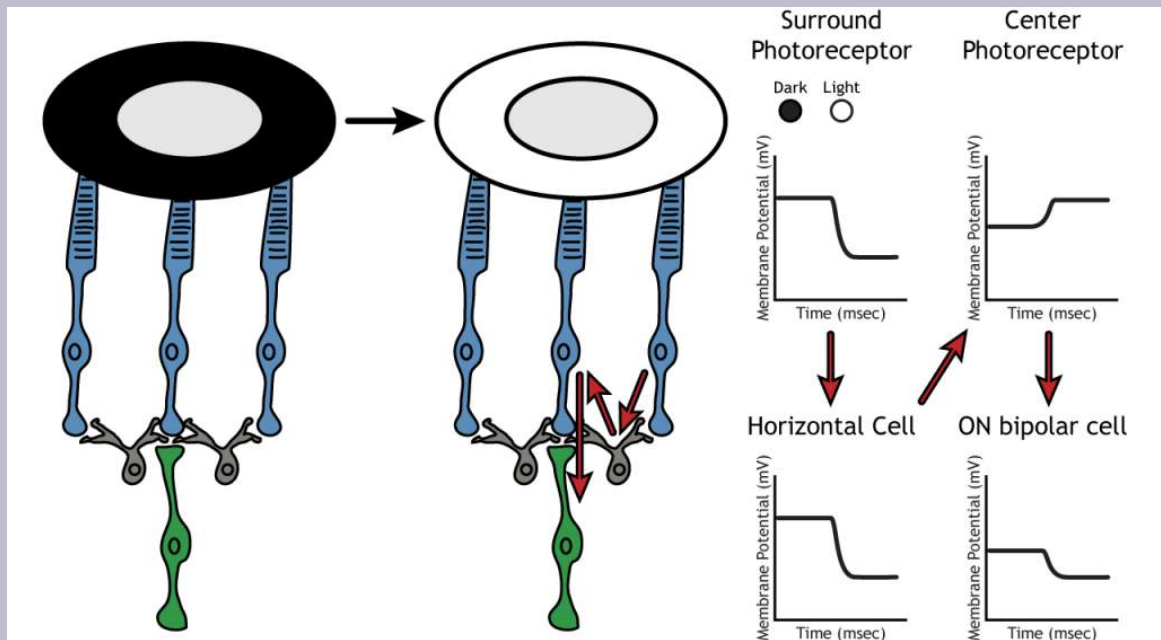 Surround
Photoreceptor
Center
Photoreceptor
Dark Light
Membrane Potential (mV)
Time (msec)
Membrane Potential (mV)
Time (msec)
Horizontal Cell
ON bipolar cell
Membrane Potential (mV)
Time (msec)
Membrane Potential (mV)
Time (msec)